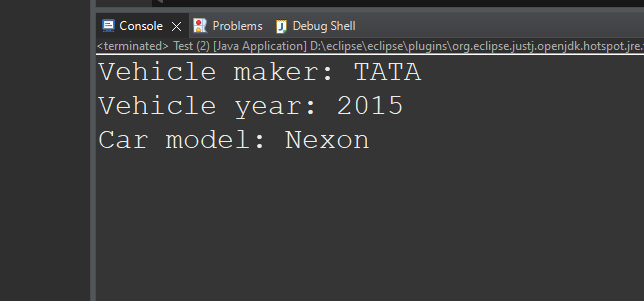 Console Problems Debug Shell
<terminated> Test (2) [Java Application] D:\eclipse\eclipse\plugins\org.eclipse.justj.openjdk.hotspot.jre.
Vehicle maker: TATA
Vehicle year: 2015
Car model: Nexon